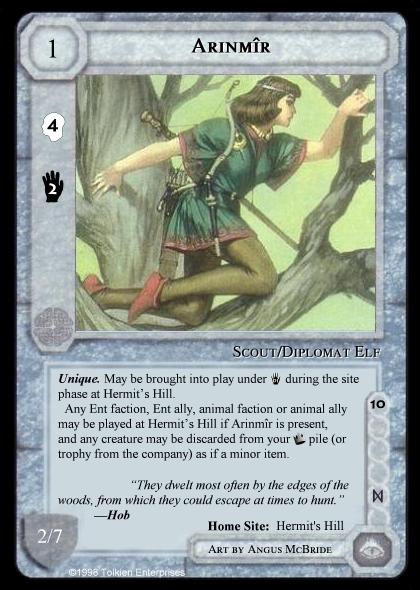 1
ARINMÎR
4
2
SCOUT/DIPLOMAT ELF
Unique. May be brought into play under during the site
phase at Hermit's Hill.
Any Ent faction, Ent ally, animal faction or animal ally
may be played at Hermit's Hill if Arinmîr is present,
and any creature may be discarded from your pile (or
trophy from the company) as if a minor item.
10
"They dwelt most often by the edges of the
woods, from which they could escape at times to hunt."
—Hob
Home Site: Hermit's Hill
2/7
ART BY ANGUS MCBRIDE
©1998 Tolkien Enterprises